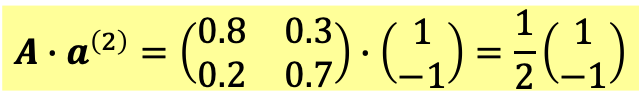 A · a⁽²⁾ = (0.8 0.3 0.2 0.7) · (1 −1) = 1/2 (1 −1)